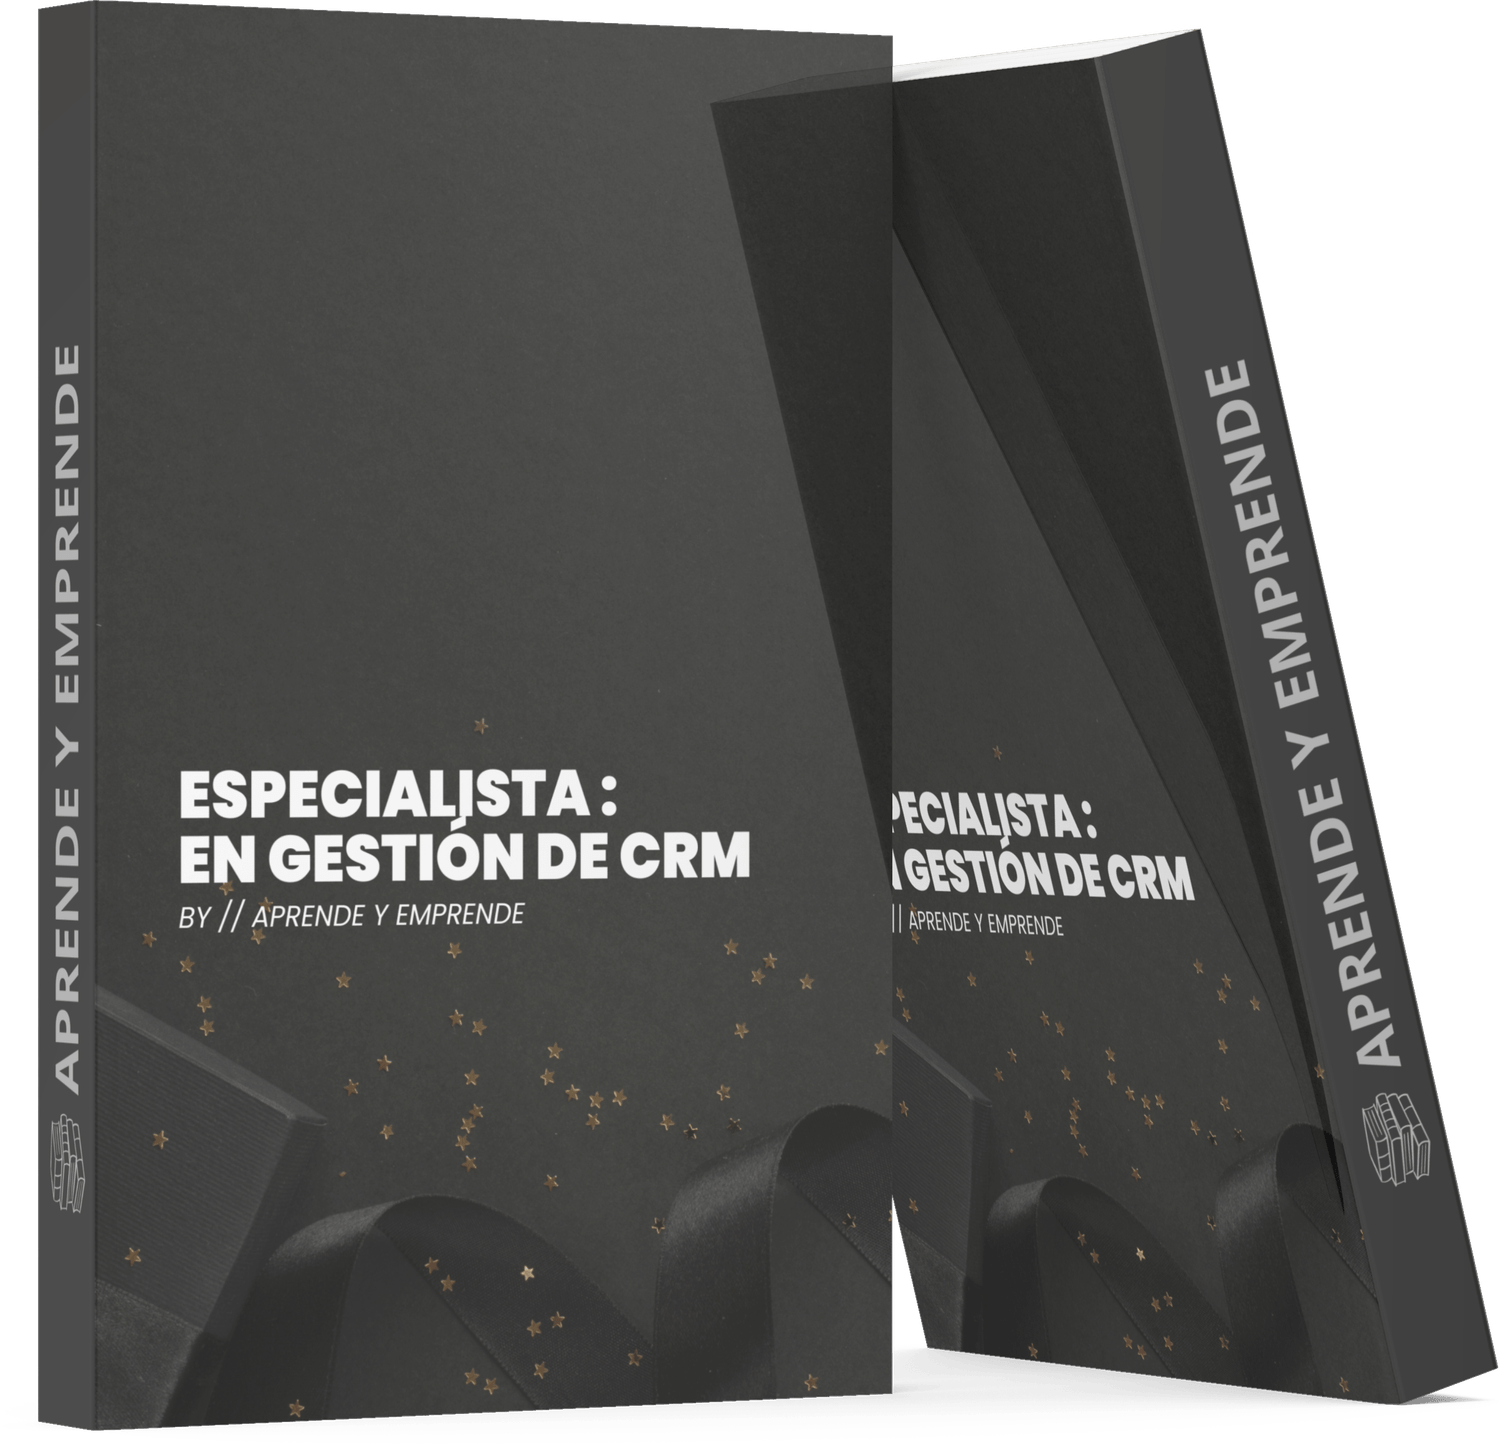 APRENDE Y EMPRENDE
ESPECIALISTA :
EN GESTIÓN DE CRM
BY // APRENDE Y EMPRENDE
PECIALISTA :
GESTIÓN DE CRM
// APRENDE Y EMPRENDE
APRENDE Y EMPRENDE